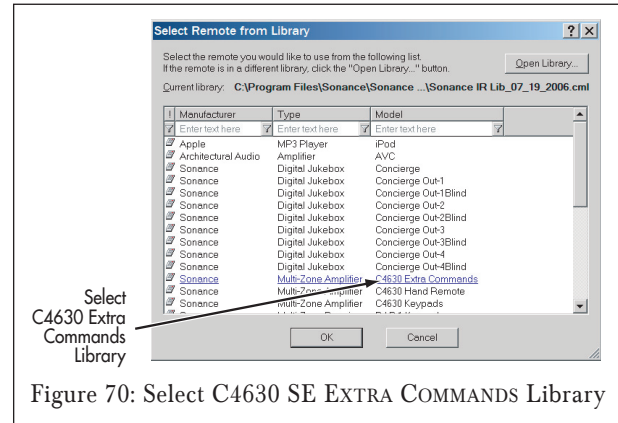 Select Remote from Library
? X
Select the remote you would like to use from the following list.
If the remote is in a different library, click the "Open Library..." button.
Open Library...
Current library: C:\Program Files\Sonance\Sonance ...\Sonance IR Lib_07_19_2006.cml
! Manufacturer Type Model
Enter text here Enter text here Enter text here
Apple MP3 Player iPod
Architectural Audio Amplifier AVC
Sonance Digital Jukebox Concierge
Sonance Digital Jukebox Concierge Out-1
Sonance Digital Jukebox Concierge Out-1Blind
Sonance Digital Jukebox Concierge Out-2
Sonance Digital Jukebox Concierge Out-2Blind
Sonance Digital Jukebox Concierge Out-3
Sonance Digital Jukebox Concierge Out-3Blind
Sonance Digital Jukebox Concierge Out-4
Sonance Digital Jukebox Concierge Out-4Blind
Sonance Multi-Zone Amplifier C4630 Extra Commands
Sonance Multi-Zone Amplifier C4630 Hand Remote
Sonance Multi-Zone Amplifier C4630 Keypads
Select
C4630 Extra
Commands
Library
OK Cancel
Figure 70: Select C4630 SE EXTRA COMMANDS Library